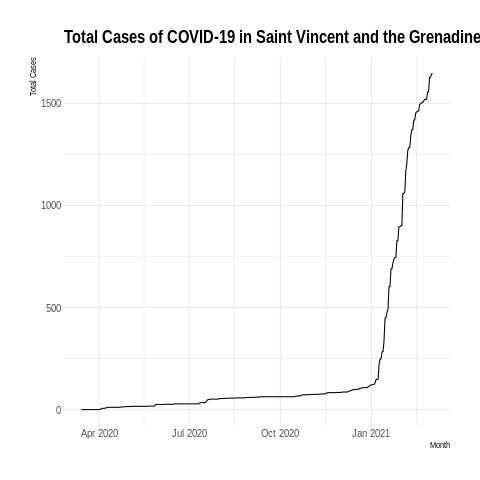 Total Cases of COVID-19 in Saint Vincent and the Grenadine
Total Cases
1500
1000
500
0
Apr 2020 Jul 2020 Oct 2020 Jan 2021
Month